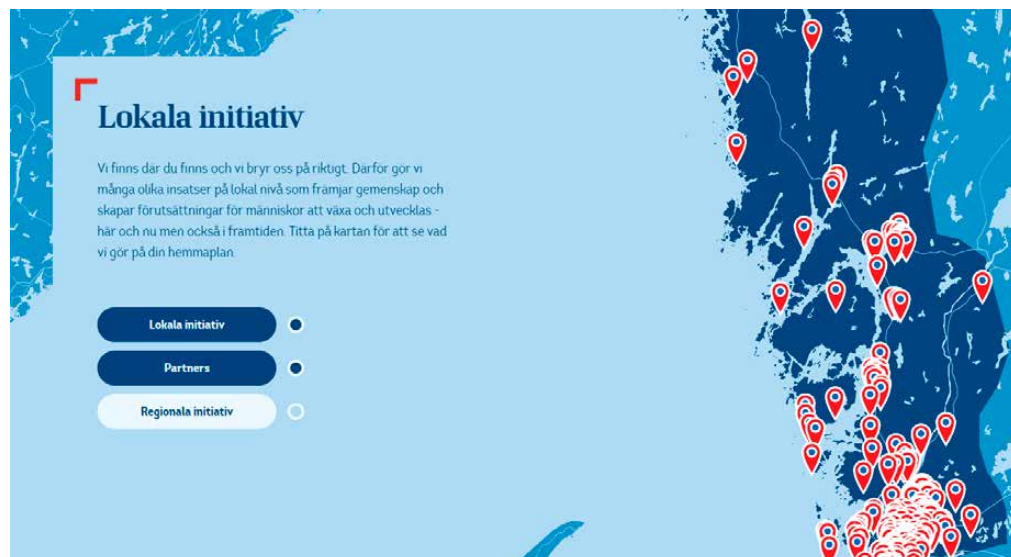 Lokala initiativ
Vi finns där du finns och vi bryr oss på riktigt. Därför gör vi
många olika insatser på lokal nivå som främjar gemenskap och
skapar förutsättningar för människor att växa och utvecklas -
här och nu men också i framtiden. Titta på kartan för att se vad
vi gör på din hemmaplan.
Lokala initiativ
Partners
Regionala initiativ